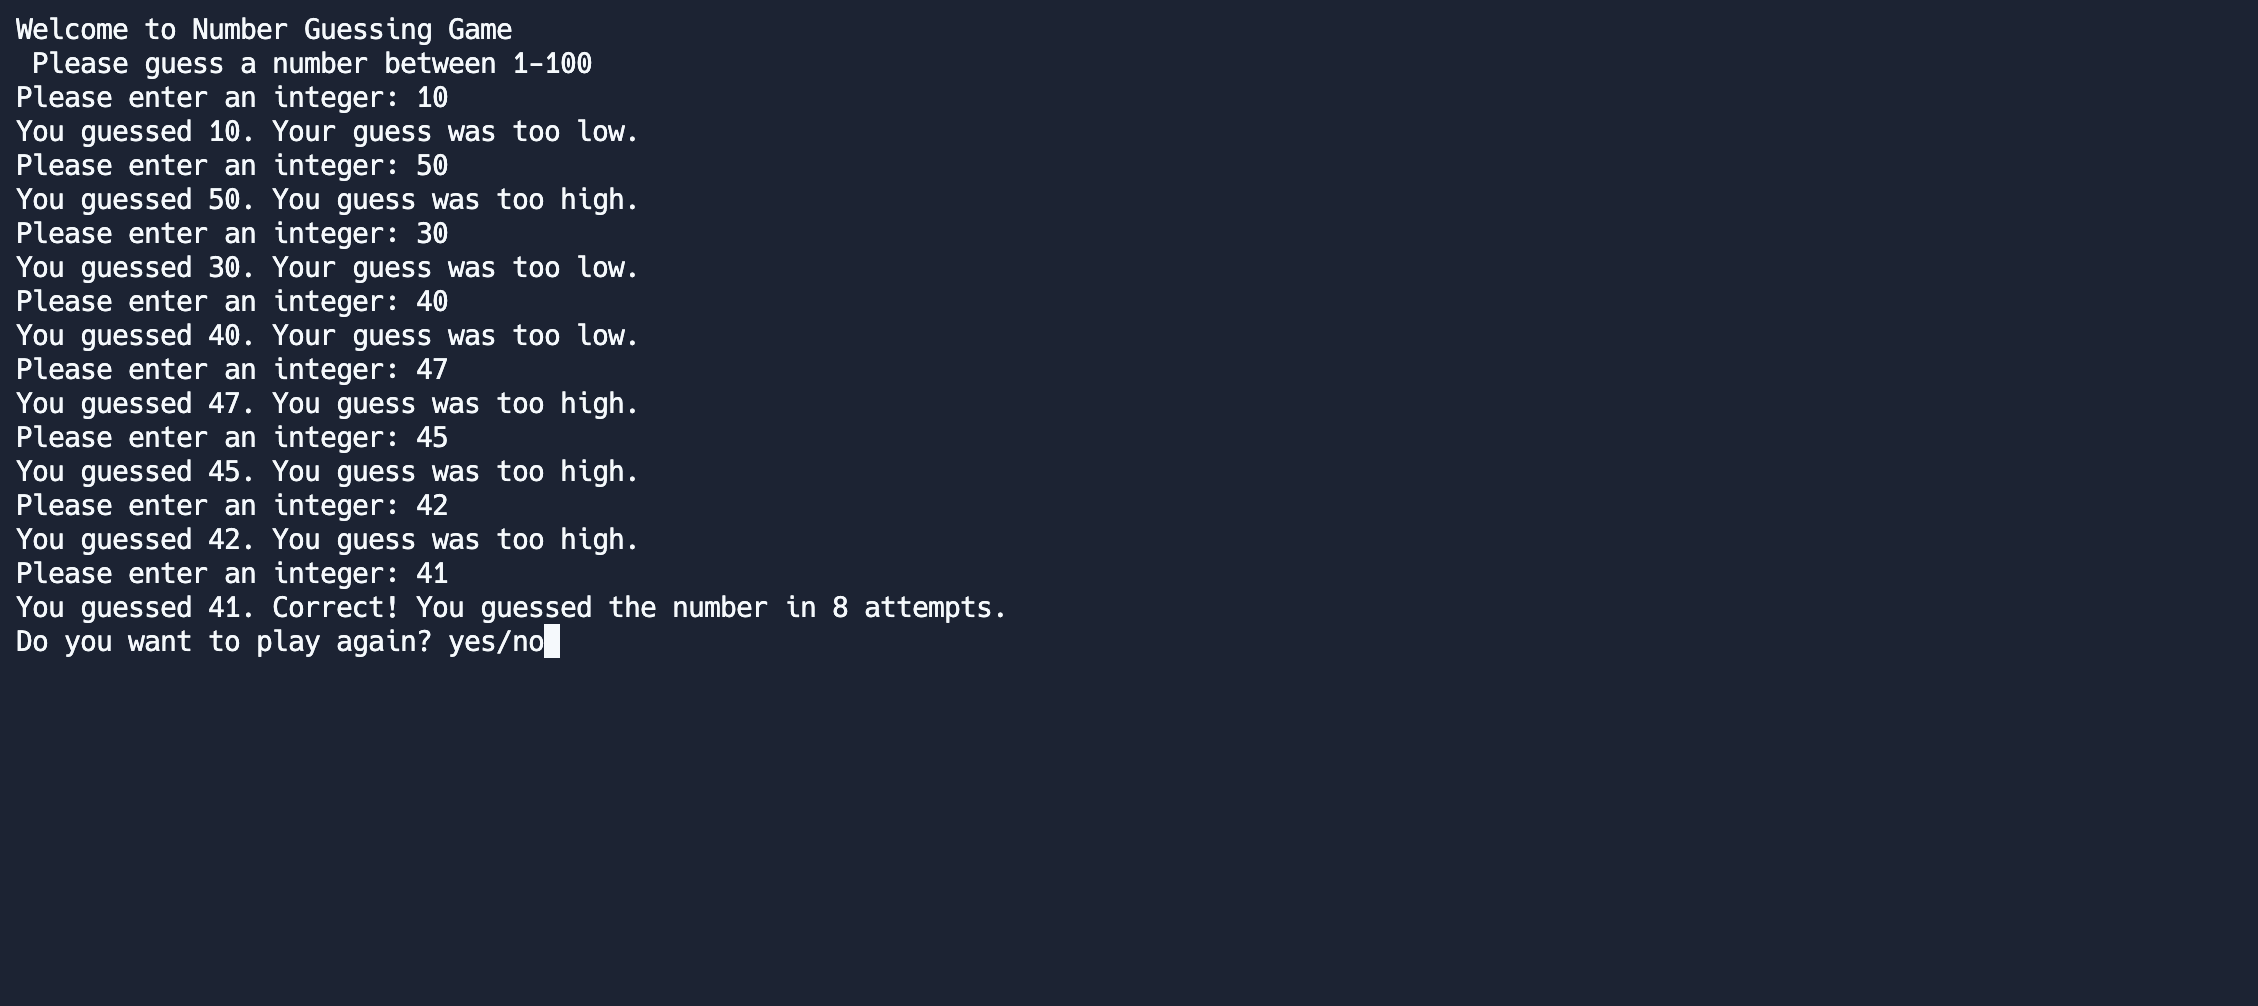 Welcome to Number Guessing Game
 Please guess a number between 1-100
Please enter an integer: 10
You guessed 10. Your guess was too low.
Please enter an integer: 50
You guessed 50. You guess was too high.
Please enter an integer: 30
You guessed 30. Your guess was too low.
Please enter an integer: 40
You guessed 40. Your guess was too low.
Please enter an integer: 47
You guessed 47. You guess was too high.
Please enter an integer: 45
You guessed 45. You guess was too high.
Please enter an integer: 42
You guessed 42. You guess was too high.
Please enter an integer: 41
You guessed 41. Correct! You guessed the number in 8 attempts.
Do you want to play again? yes/no